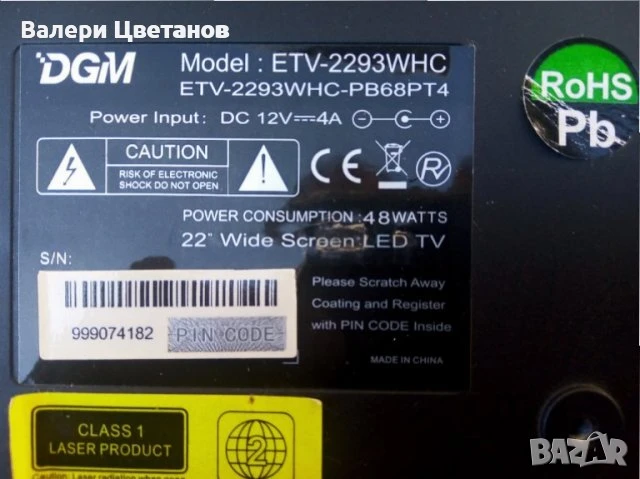 Валери Цветанов
DGM
Model : ETV-2293WHC
ETV-2293WHC-PB68PT4
Power Input: DC 12V⎓4A
CAUTION
RISK OF ELECTRONIC
SHOCK DO NOT OPEN
CE
R
RoHS
Pb
POWER CONSUMPTION :48WATTS
22" Wide Screen LED TV
S/N:
999074182
PIN CODE
Please Scratch Away
Coating and Register
with PIN CODE Inside
MADE IN CHINA
CLASS 1
LASER PRODUCT
2
BAZAR